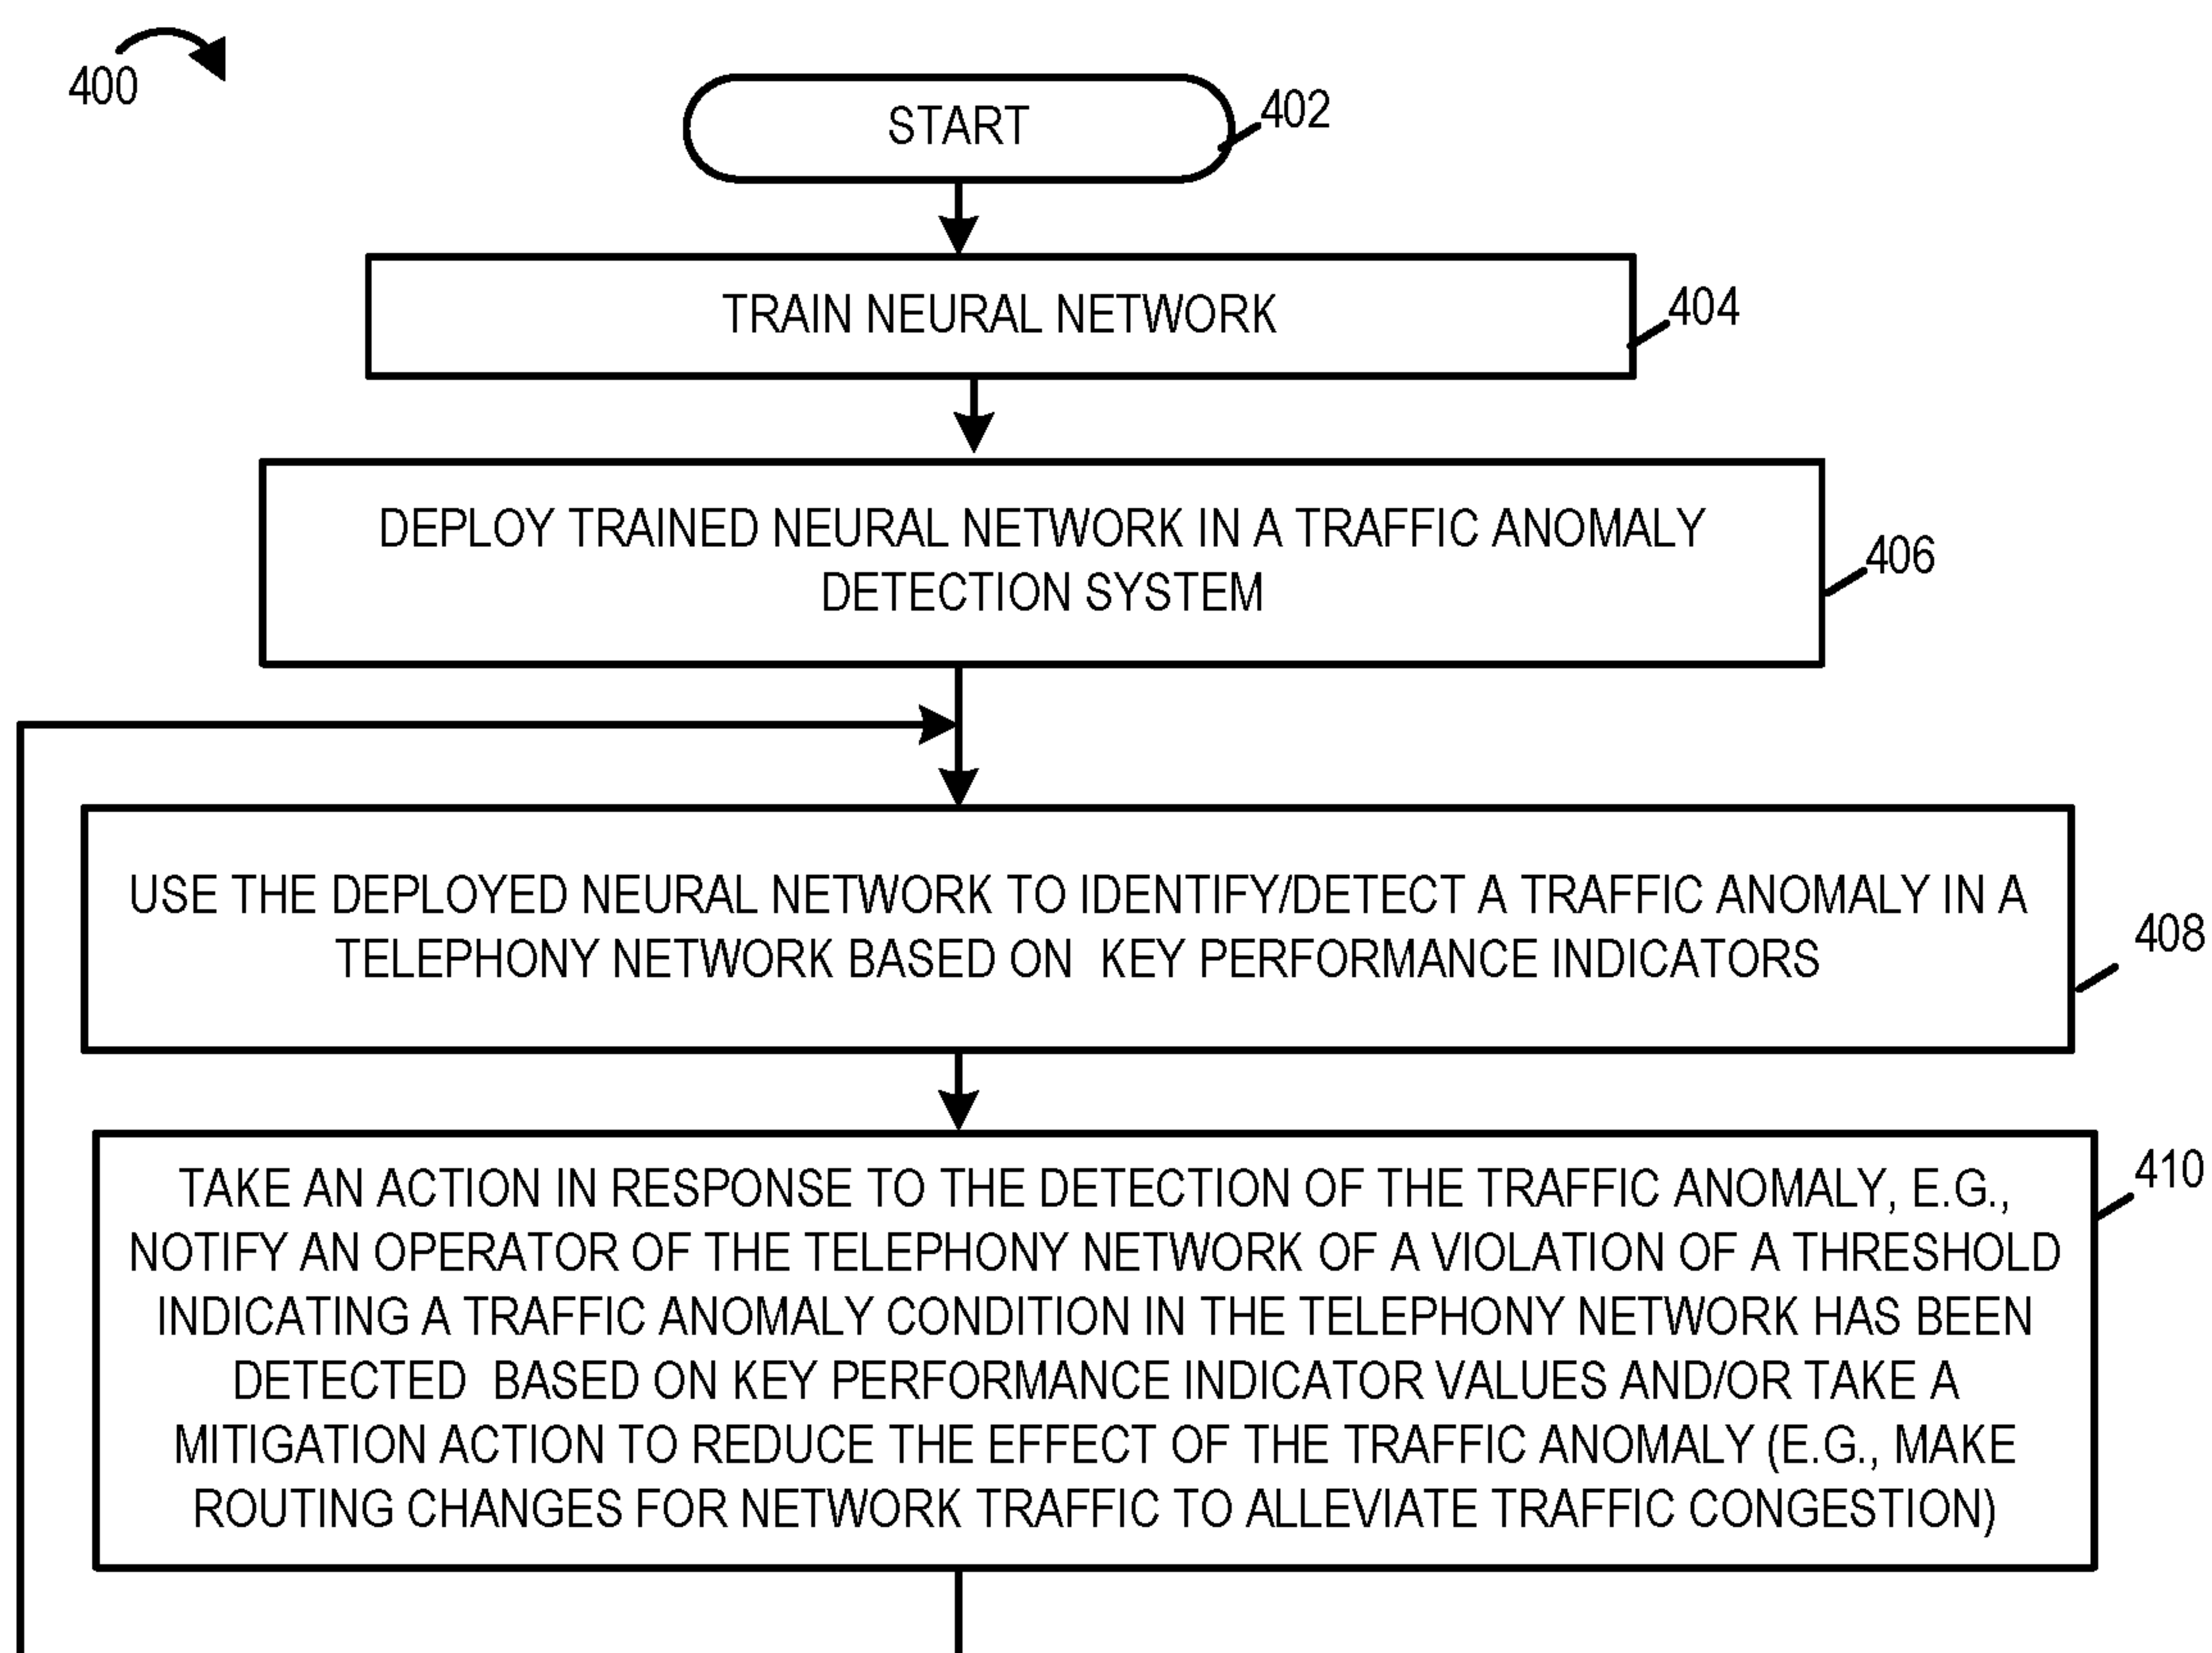 400
START
402
TRAIN NEURAL NETWORK
404
DEPLOY TRAINED NEURAL NETWORK IN A TRAFFIC ANOMALY
DETECTION SYSTEM
406
USE THE DEPLOYED NEURAL NETWORK TO IDENTIFY/DETECT A TRAFFIC ANOMALY IN A
TELEPHONY NETWORK BASED ON KEY PERFORMANCE INDICATORS
408
TAKE AN ACTION IN RESPONSE TO THE DETECTION OF THE TRAFFIC ANOMALY, E.G.,
NOTIFY AN OPERATOR OF THE TELEPHONY NETWORK OF A VIOLATION OF A THRESHOLD
INDICATING A TRAFFIC ANOMALY CONDITION IN THE TELEPHONY NETWORK HAS BEEN
DETECTED BASED ON KEY PERFORMANCE INDICATOR VALUES AND/OR TAKE A
MITIGATION ACTION TO REDUCE THE EFFECT OF THE TRAFFIC ANOMALY (E.G., MAKE
ROUTING CHANGES FOR NETWORK TRAFFIC TO ALLEVIATE TRAFFIC CONGESTION)
410